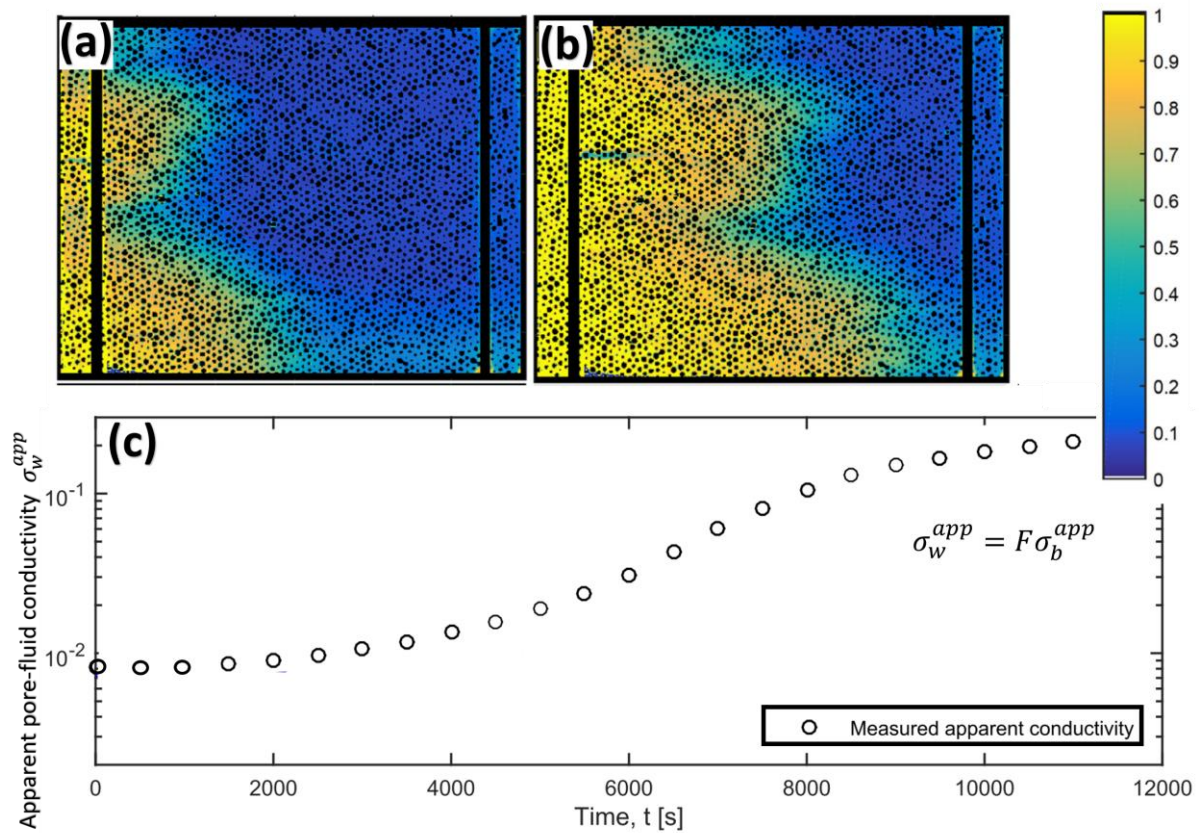 (a)
(b)
1
0.9
0.8
0.7
0.6
0.5
0.4
0.3
0.2
0.1
0
(c)
Apparent pore-fluid conductivity σ_w^app
10^-1
10^-2
σ_w^app = Fσ_b^app
Measured apparent conductivity
0 2000 4000 6000 8000 10000 12000
Time, t [s]